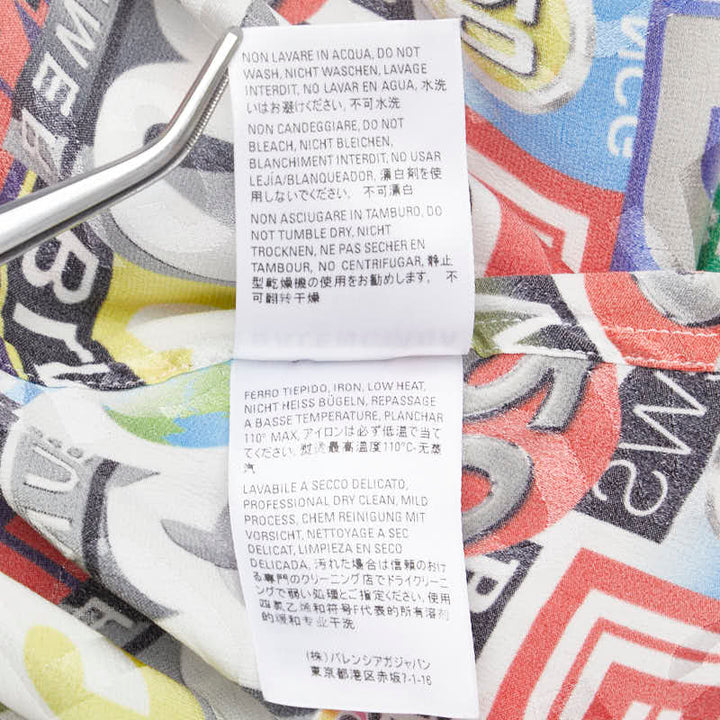 NON LAVARE IN ACQUA, DO NOT
WASH, NICHT WASCHEN, LAVAGE
INTERDIT, NO LAVAR EN AGUA, 水洗
いはお避けください, 不可水洗
NON CANDEGGIARE, DO NOT
BLEACH, NICHT BLEICHEN,
BLANCHIMENT INTERDIT, NO USAR
LEJÍA/BLANQUEADOR, 漂白剤を使
用しないでください, 不可漂白
NON ASCIUGARE IN TAMBURO, DO
NOT TUMBLE DRY, NICHT
TROCKNEN, NE PAS SECHER EN
TAMBOUR, NO CENTRIFUGAR, 静止
型乾燥機の使用をお勧めします, 不
可翻转干燥
FERRO TIEPIDO, IRON, LOW HEAT,
NICHT HEISS BÜGELN, REPASSAGE
A BASSE TEMPERATURE, PLANCHAR
110° MAX, アイロンは必ず低温で当て
てください, 熨烫最高温度110°C-无蒸
汽
LAVABILE A SECCO DELICATO,
PROFESSIONAL DRY CLEAN, MILD
PROCESS, CHEM REINIGUNG MIT
VORSICHT, NETTOYAGE A SEC
DELICAT, LIMPIEZA EN SECO
DELICADA, 汚れた場合は信頼のおけ
る専門のクリーニング店でドライクリーニ
ングで弱い処理とご指定ください, 使用
四氯乙烯和符号F代表的所有溶剂
的缓和专业干洗
(株)バレンシアガジャパン
東京都港区赤坂7-1-16